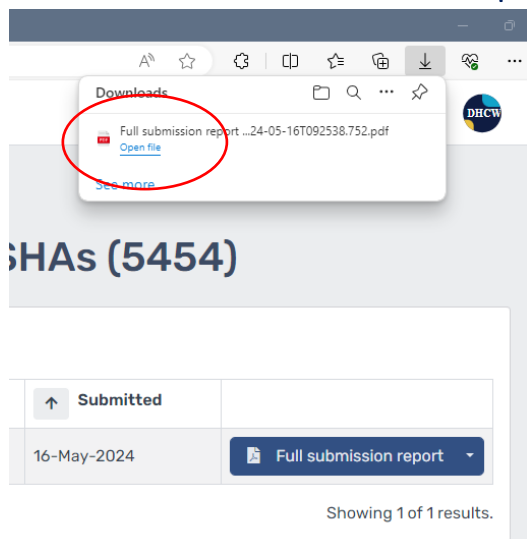 Downloads
Full submission report ...24-05-16T092538.752.pdf
Open file
See more
DHCW
SHAs (5454)
Submitted
16-May-2024
Full submission report
Showing 1 of 1 results.